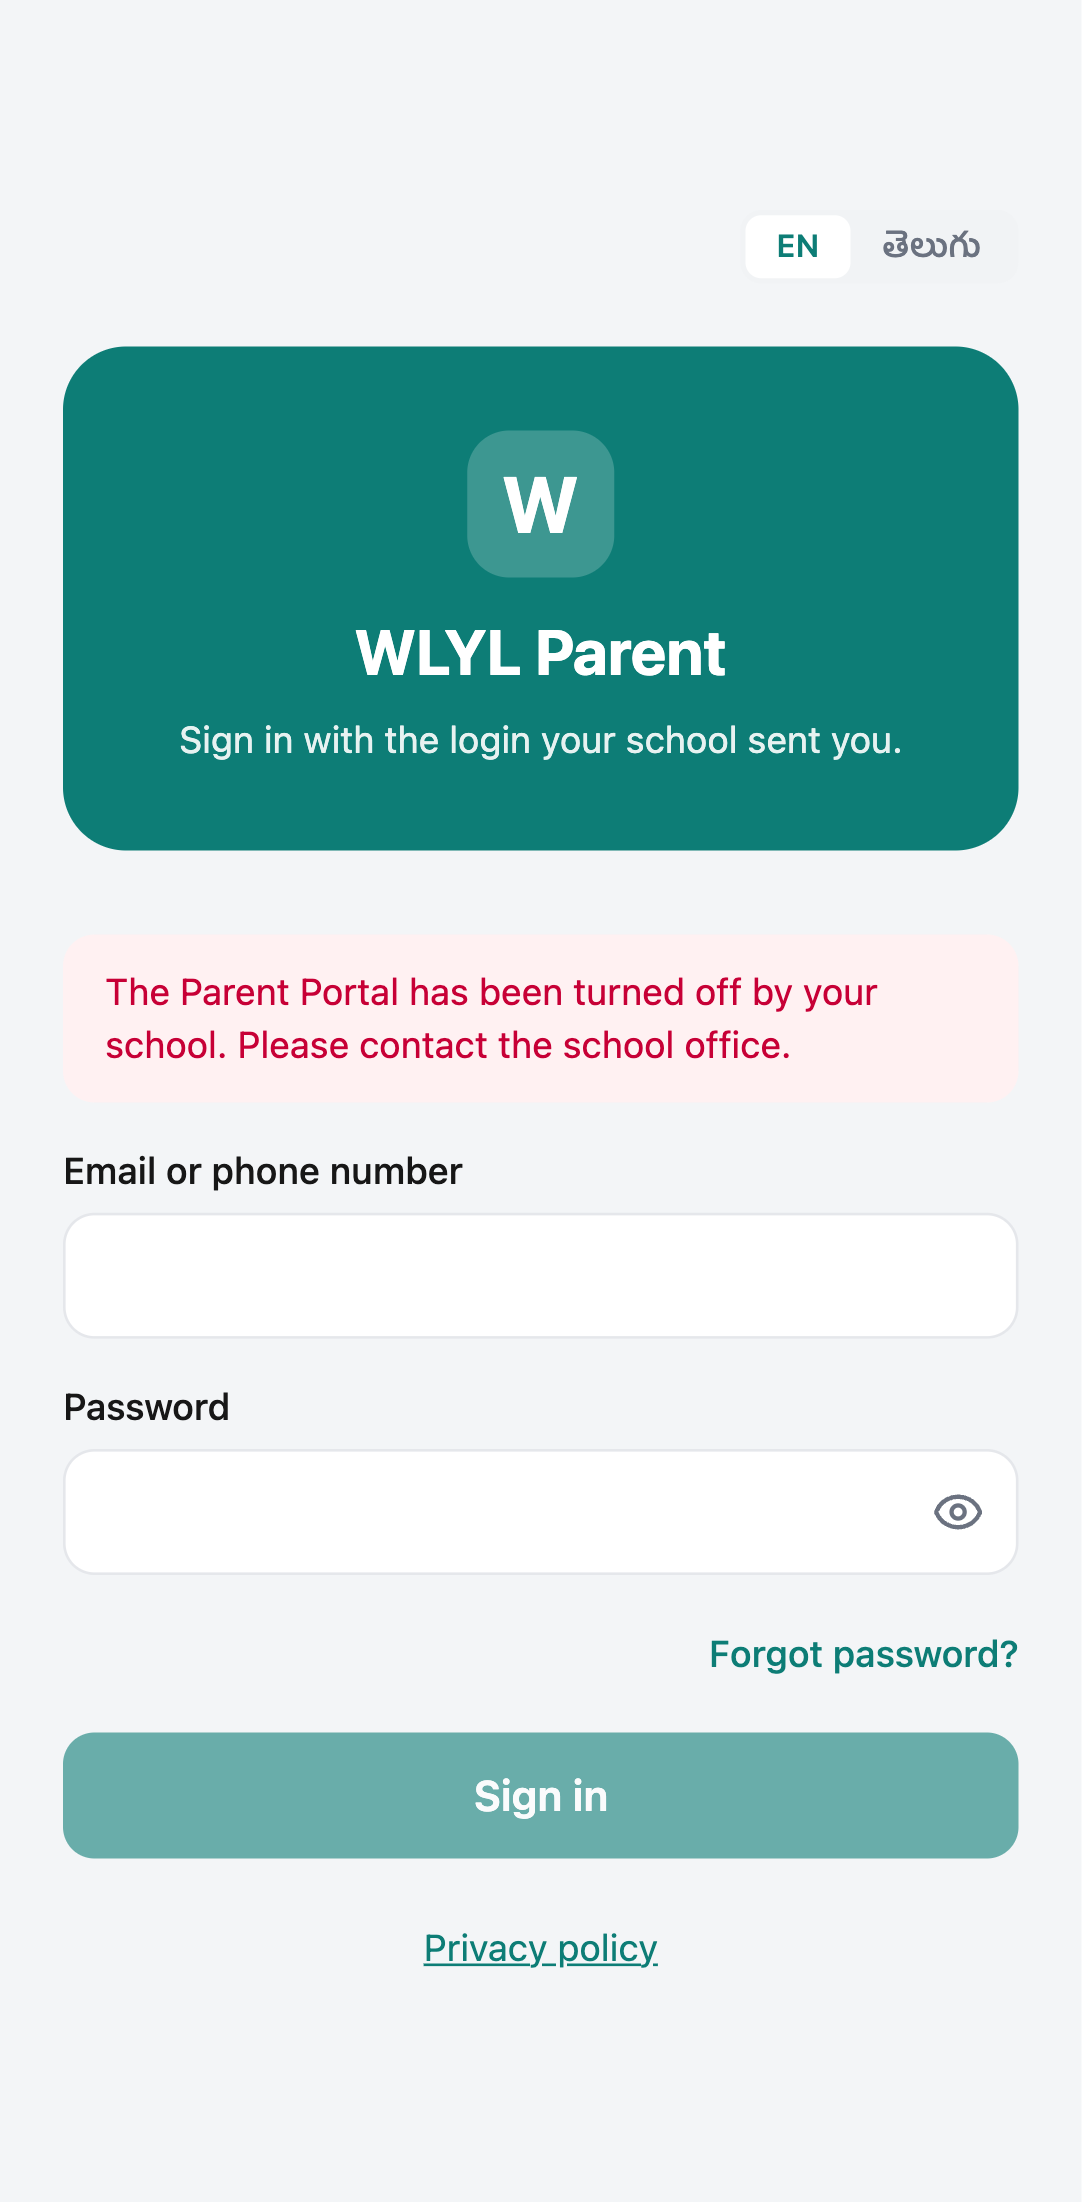 EN
తెలుగు
W
WLYL Parent
Sign in with the login your school sent you.
The Parent Portal has been turned off by your
school. Please contact the school office.
Email or phone number
Password
Forgot password?
Sign in
Privacy policy